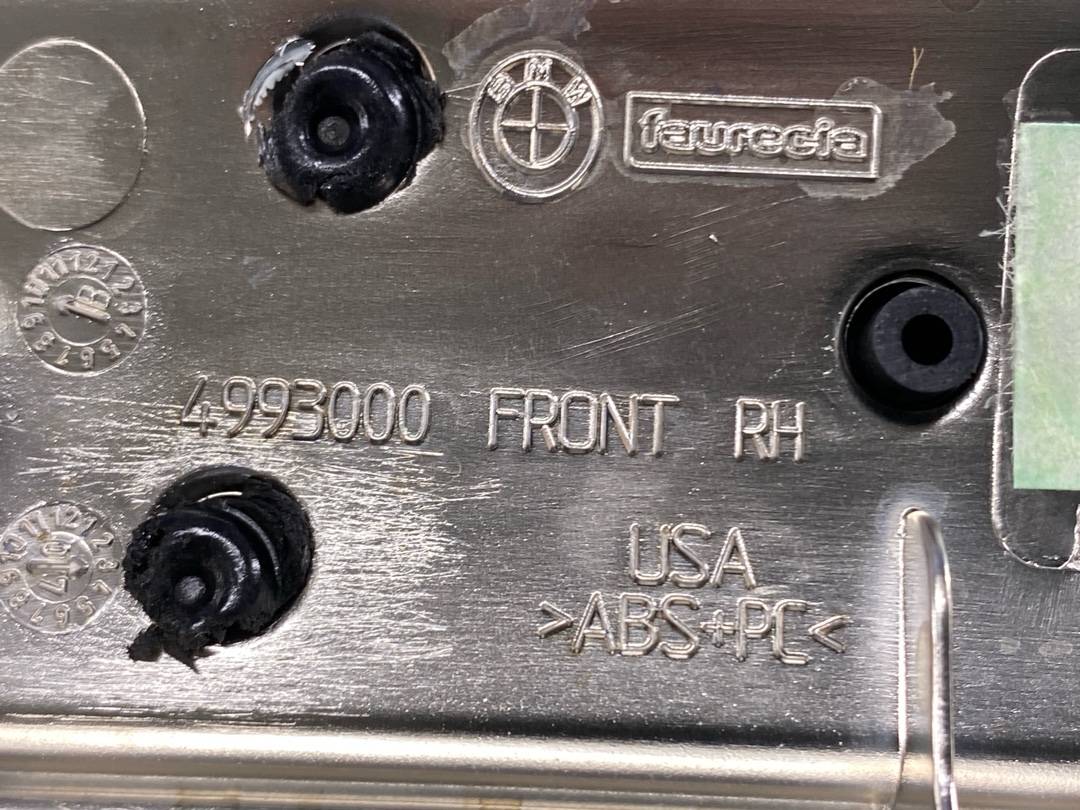 BMW
faurecia
4993000 FRONT RH
USA
>ABS+PC<